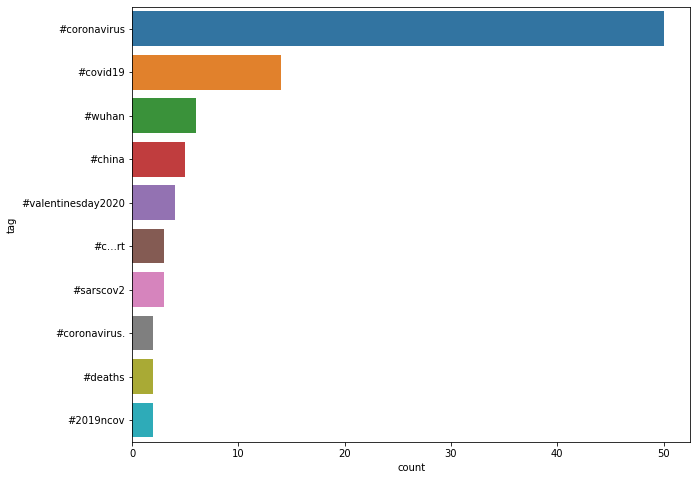 #coronavirus
#covid19
#wuhan
#china
#valentinesday2020
#c...rt
#sarscov2
#coronavirus.
#deaths
#2019ncov
tag
0 10 20 30 40 50
count